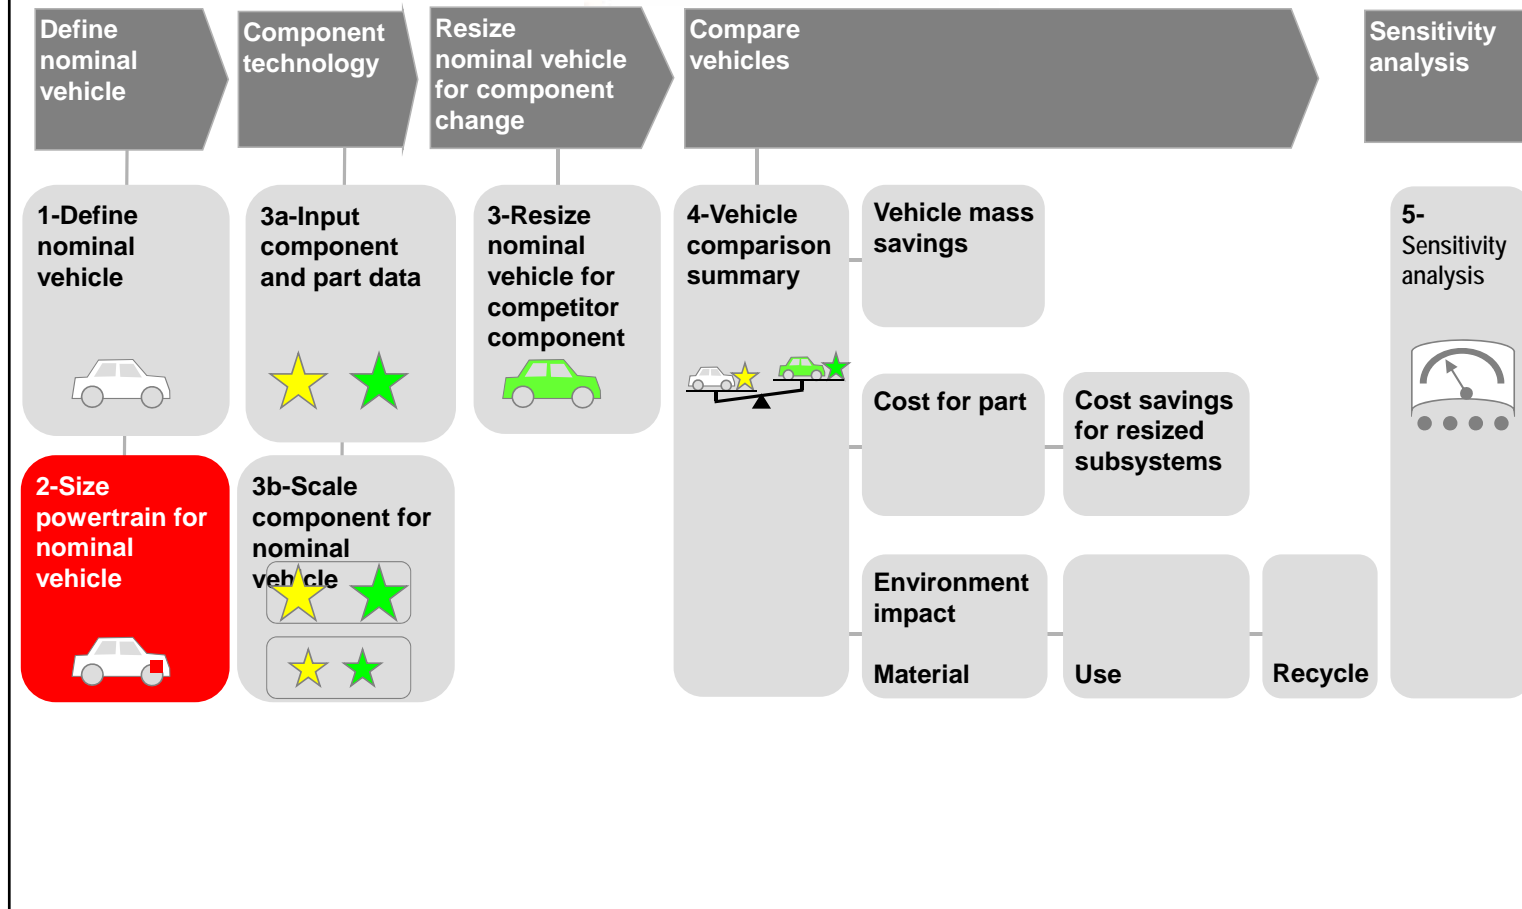 Define
nominal
vehicle
Component
technology
Resize
nominal vehicle
for component
change
Compare
vehicles
Sensitivity
analysis
1-Define
nominal
vehicle
3a-Input
component
and part data
3-Resize
nominal
vehicle for
competitor
component
4-Vehicle
comparison
summary
Vehicle mass
savings
5-
Sensitivity
analysis
Cost for part
Cost savings
for resized
subsystems
2-Size
powertrain for
nominal
vehicle
3b-Scale
component for
nominal
vehicle
Environment
impact
Material
Use
Recycle